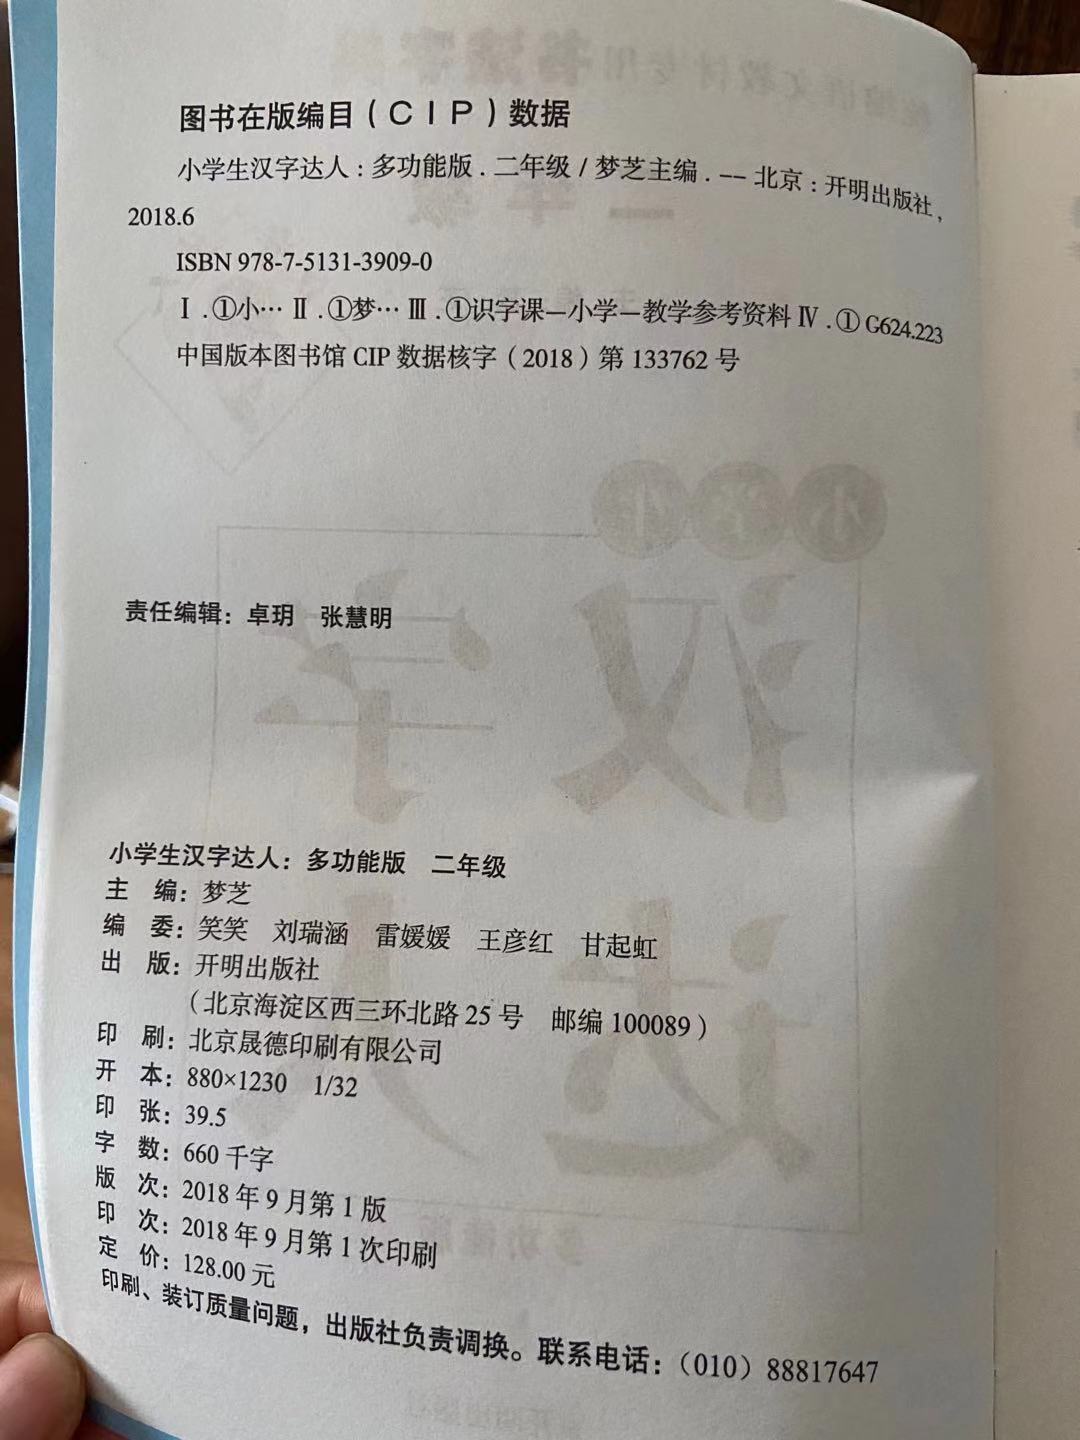 图书在版编目（CIP）数据
小学生汉字达人：多功能版．二年级 / 梦芝主编．-- 北京：开明出版社，
2018.6
ISBN 978-7-5131-3909-0
Ⅰ．①小… Ⅱ．①梦… Ⅲ．①识字课—小学—教学参考资料 Ⅳ．① G624.223
中国版本图书馆 CIP 数据核字（2018）第 133762 号
责任编辑：卓玥 张慧明
小学生汉字达人：多功能版 二年级
主 编：梦芝
编 委：笑笑 刘瑞涵 雷媛媛 王彦红 甘起虹
出 版：开明出版社
（北京海淀区西三环北路 25 号 邮编 100089）
印 刷：北京晟德印刷有限公司
开 本：880×1230 1/32
印 张：39.5
字 数：660 千字
版 次：2018 年 9 月第 1 版
印 次：2018 年 9 月第 1 次印刷
定 价：128.00 元
印刷、装订质量问题，出版社负责调换。联系电话：（010）88817647